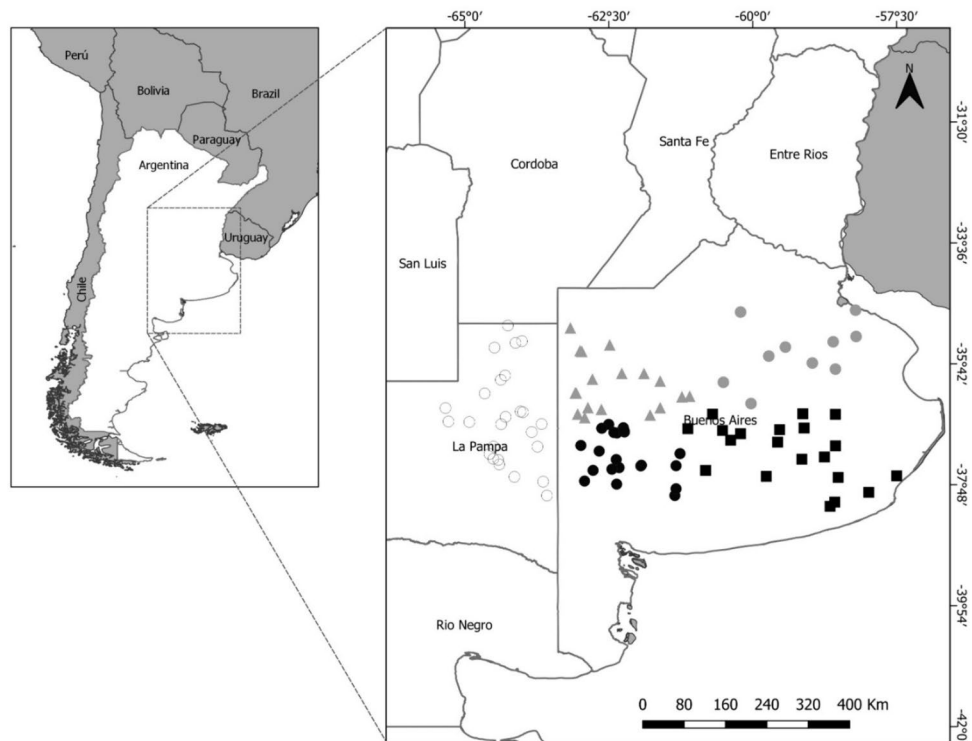 -65°0′ -62°30′ -60°0′ -57°30′
Perú
Bolivia
Brazil
Paraguay
Argentina
Uruguay
Chile
N
-31°30′
Santa Fe
Entre Rios
Cordoba
-33°36′
San Luis
-35°42′
Buenos Aires
La Pampa
-37°48′
-39°54′
Rio Negro
0 80 160 240 320 400 Km
-42°0